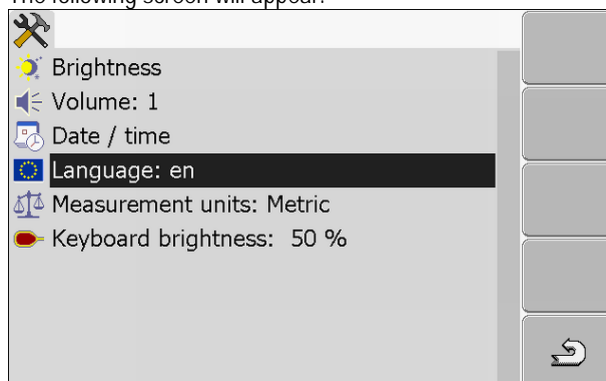 The following screen will appear:
Brightness
Volume: 1
Date / time
Language: en
Measurement units: Metric
Keyboard brightness: 50 %